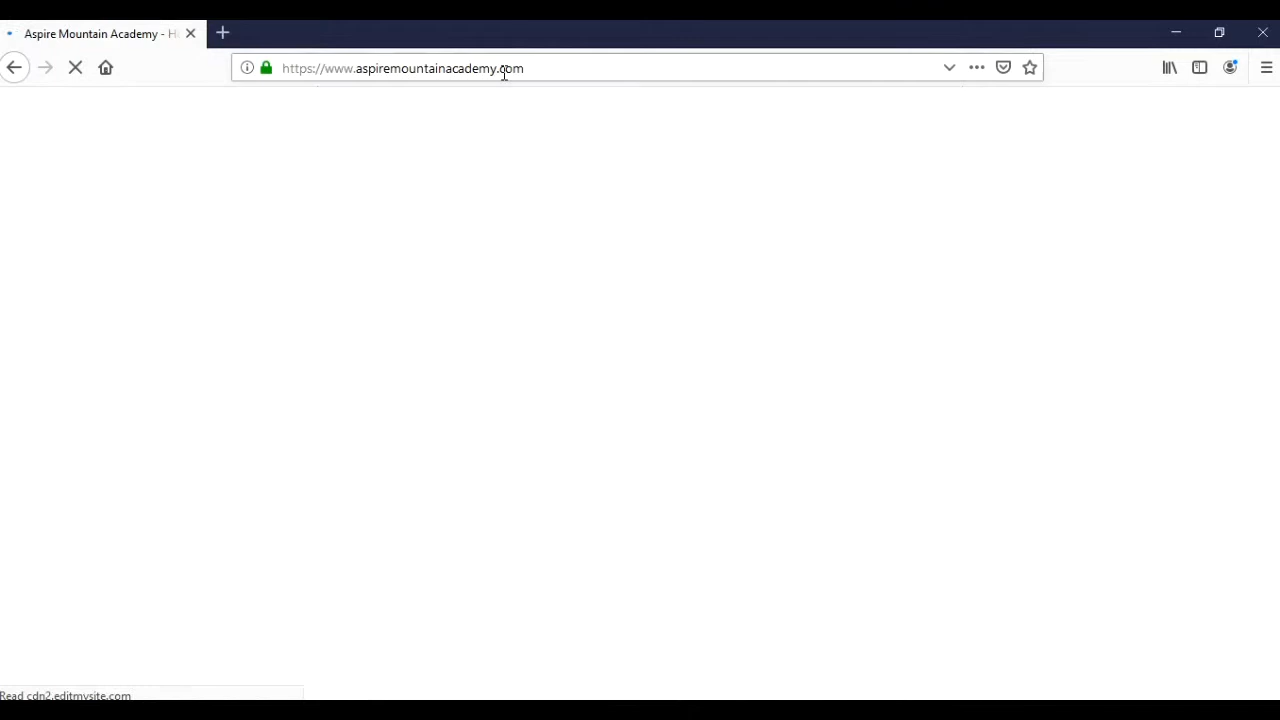 Aspire Mountain Academy - H
https://www.aspiremountainacademy.com
Read cdn2.editmysite.com